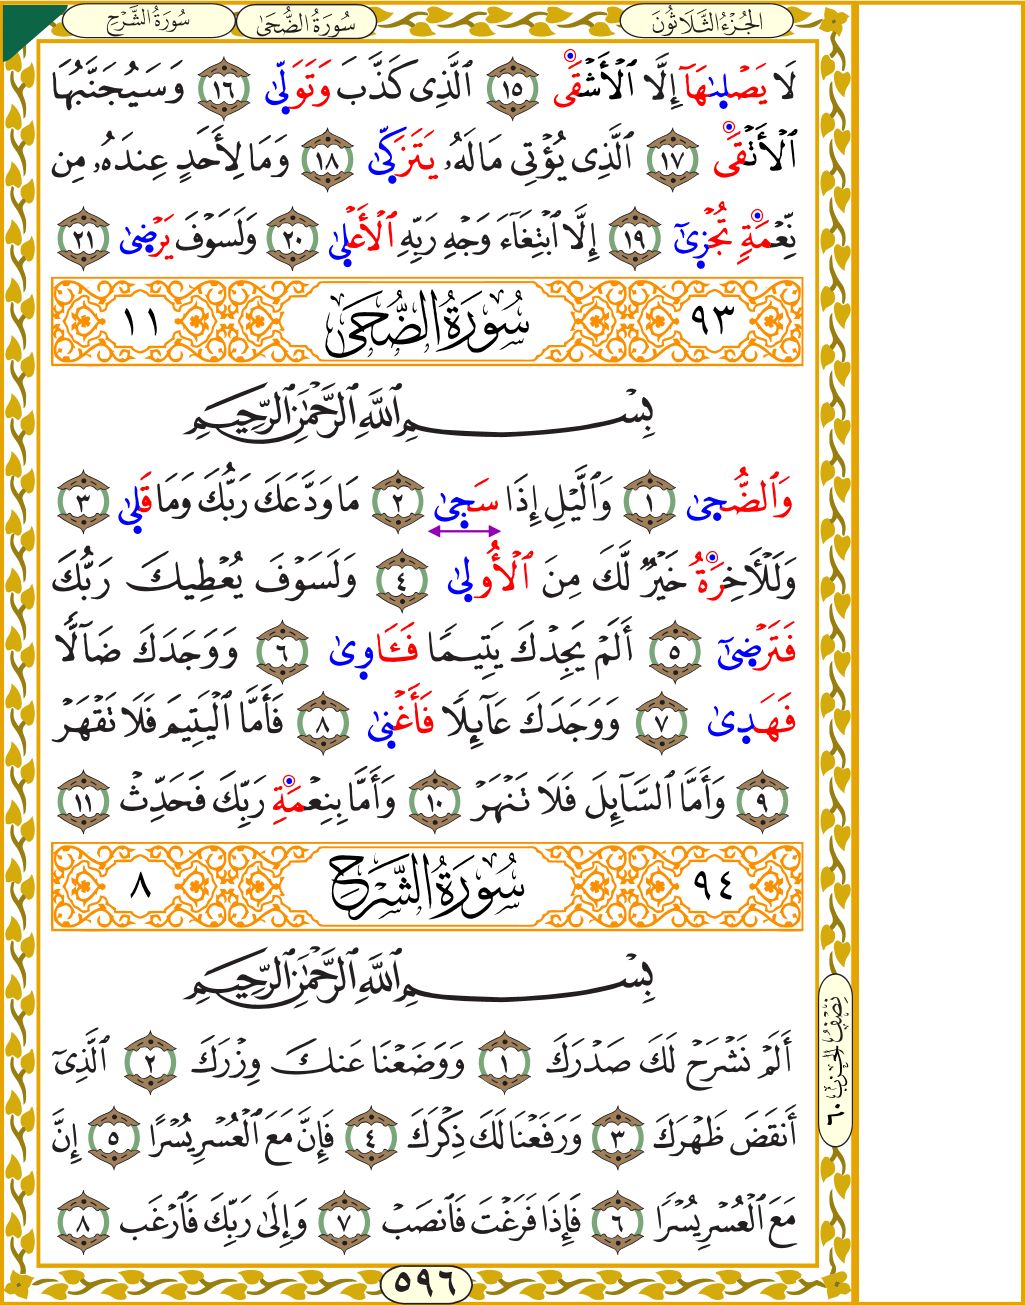 الجُزْءُ الثَّلَاثُونَ سُورَةُ الضُّحَىٰ سُورَةُ الشَّرْحِ
لَا يَصْلَىٰهَآ إِلَّا ٱلْأَشْقَى ١٥ ٱلَّذِى كَذَّبَ وَتَوَلَّىٰ ١٦ وَسَيُجَنَّبُهَا
ٱلْأَتْقَى ١٧ ٱلَّذِى يُؤْتِى مَالَهُۥ يَتَزَكَّىٰ ١٨ وَمَا لِأَحَدٍ عِندَهُۥ مِن
نِّعْمَةٍ تُجْزَىٰٓ ١٩ إِلَّا ٱبْتِغَآءَ وَجْهِ رَبِّهِ ٱلْأَعْلَىٰ ٢٠ وَلَسَوْفَ يَرْضَىٰ ٢١
٩٣ سُورَةُ الضُّحَىٰ ١١
بِسْمِ ٱللَّهِ ٱلرَّحْمَٰنِ ٱلرَّحِيمِ
وَٱلضُّحَىٰ ١ وَٱلَّيْلِ إِذَا سَجَىٰ ٢ مَا وَدَّعَكَ رَبُّكَ وَمَا قَلَىٰ ٣
وَلَلْأَخِرَةُ خَيْرٌ لَّكَ مِنَ ٱلْأُولَىٰ ٤ وَلَسَوْفَ يُعْطِيكَ رَبُّكَ
فَتَرْضَىٰٓ ٥ أَلَمْ يَجِدْكَ يَتِيمًا فَـَٔاوَىٰ ٦ وَوَجَدَكَ ضَآلًّا
فَهَدَىٰ ٧ وَوَجَدَكَ عَآئِلًا فَأَغْنَىٰ ٨ فَأَمَّا ٱلْيَتِيمَ فَلَا تَقْهَرْ
٩ وَأَمَّا ٱلسَّآئِلَ فَلَا تَنْهَرْ ١٠ وَأَمَّا بِنِعْمَةِ رَبِّكَ فَحَدِّثْ ١١
٩٤ سُورَةُ الشَّرْحِ ٨
بِسْمِ ٱللَّهِ ٱلرَّحْمَٰنِ ٱلرَّحِيمِ
أَلَمْ نَشْرَحْ لَكَ صَدْرَكَ ١ وَوَضَعْنَا عَنكَ وِزْرَكَ ٢ ٱلَّذِىٓ
أَنقَضَ ظَهْرَكَ ٣ وَرَفَعْنَا لَكَ ذِكْرَكَ ٤ فَإِنَّ مَعَ ٱلْعُسْرِ يُسْرًا ٥ إِنَّ
مَعَ ٱلْعُسْرِ يُسْرًا ٦ فَإِذَا فَرَغْتَ فَٱنصَبْ ٧ وَإِلَىٰ رَبِّكَ فَٱرْغَب ٨
نِصْفُ الحِزْبِ ٦٠
٥٩٦